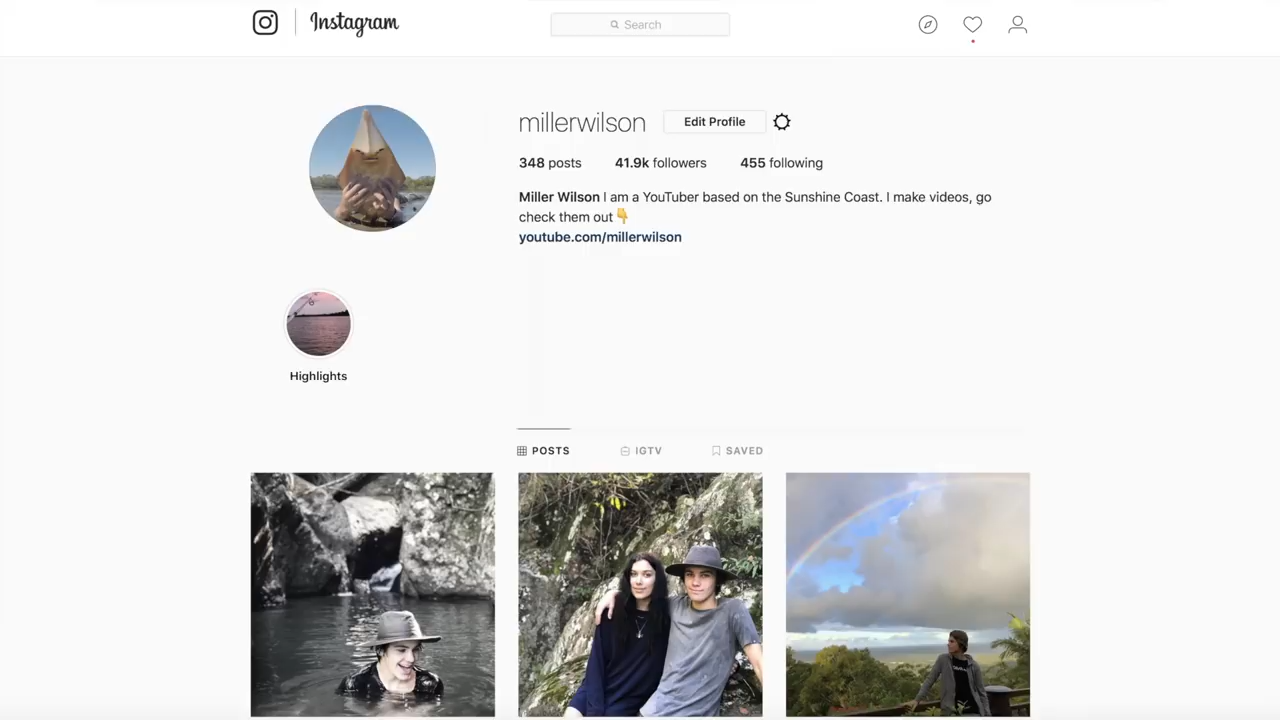 Instagram
Search
millerwilson
Edit Profile
348 posts
41.9k followers
455 following
Miller Wilson I am a YouTuber based on the Sunshine Coast. I make videos, go
check them out👇
youtube.com/millerwilson
Highlights
POSTS
IGTV
SAVED